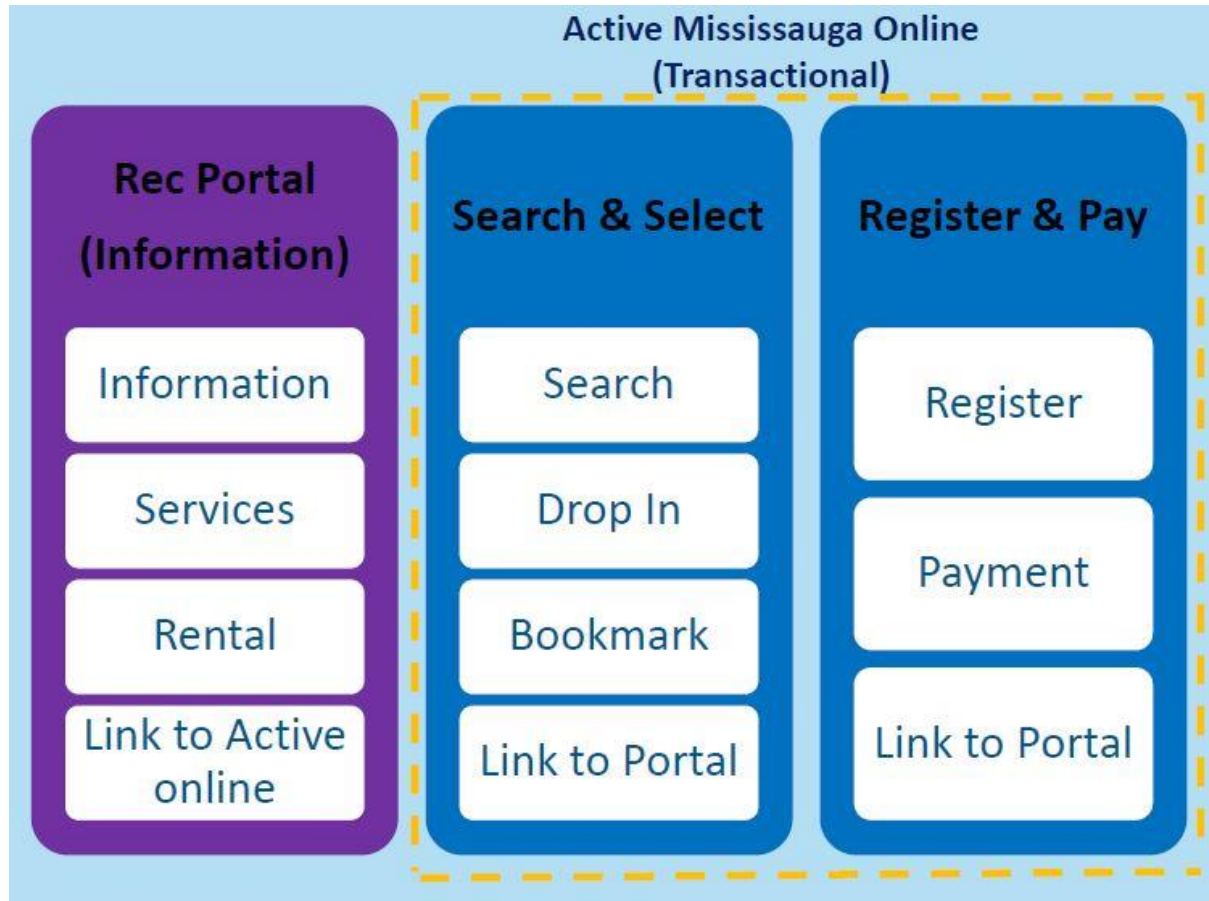 Active Mississauga Online
(Transactional)
Rec Portal
(Information)
Information
Services
Rental
Link to Active
online
Search & Select
Search
Drop In
Bookmark
Link to Portal
Register & Pay
Register
Payment
Link to Portal